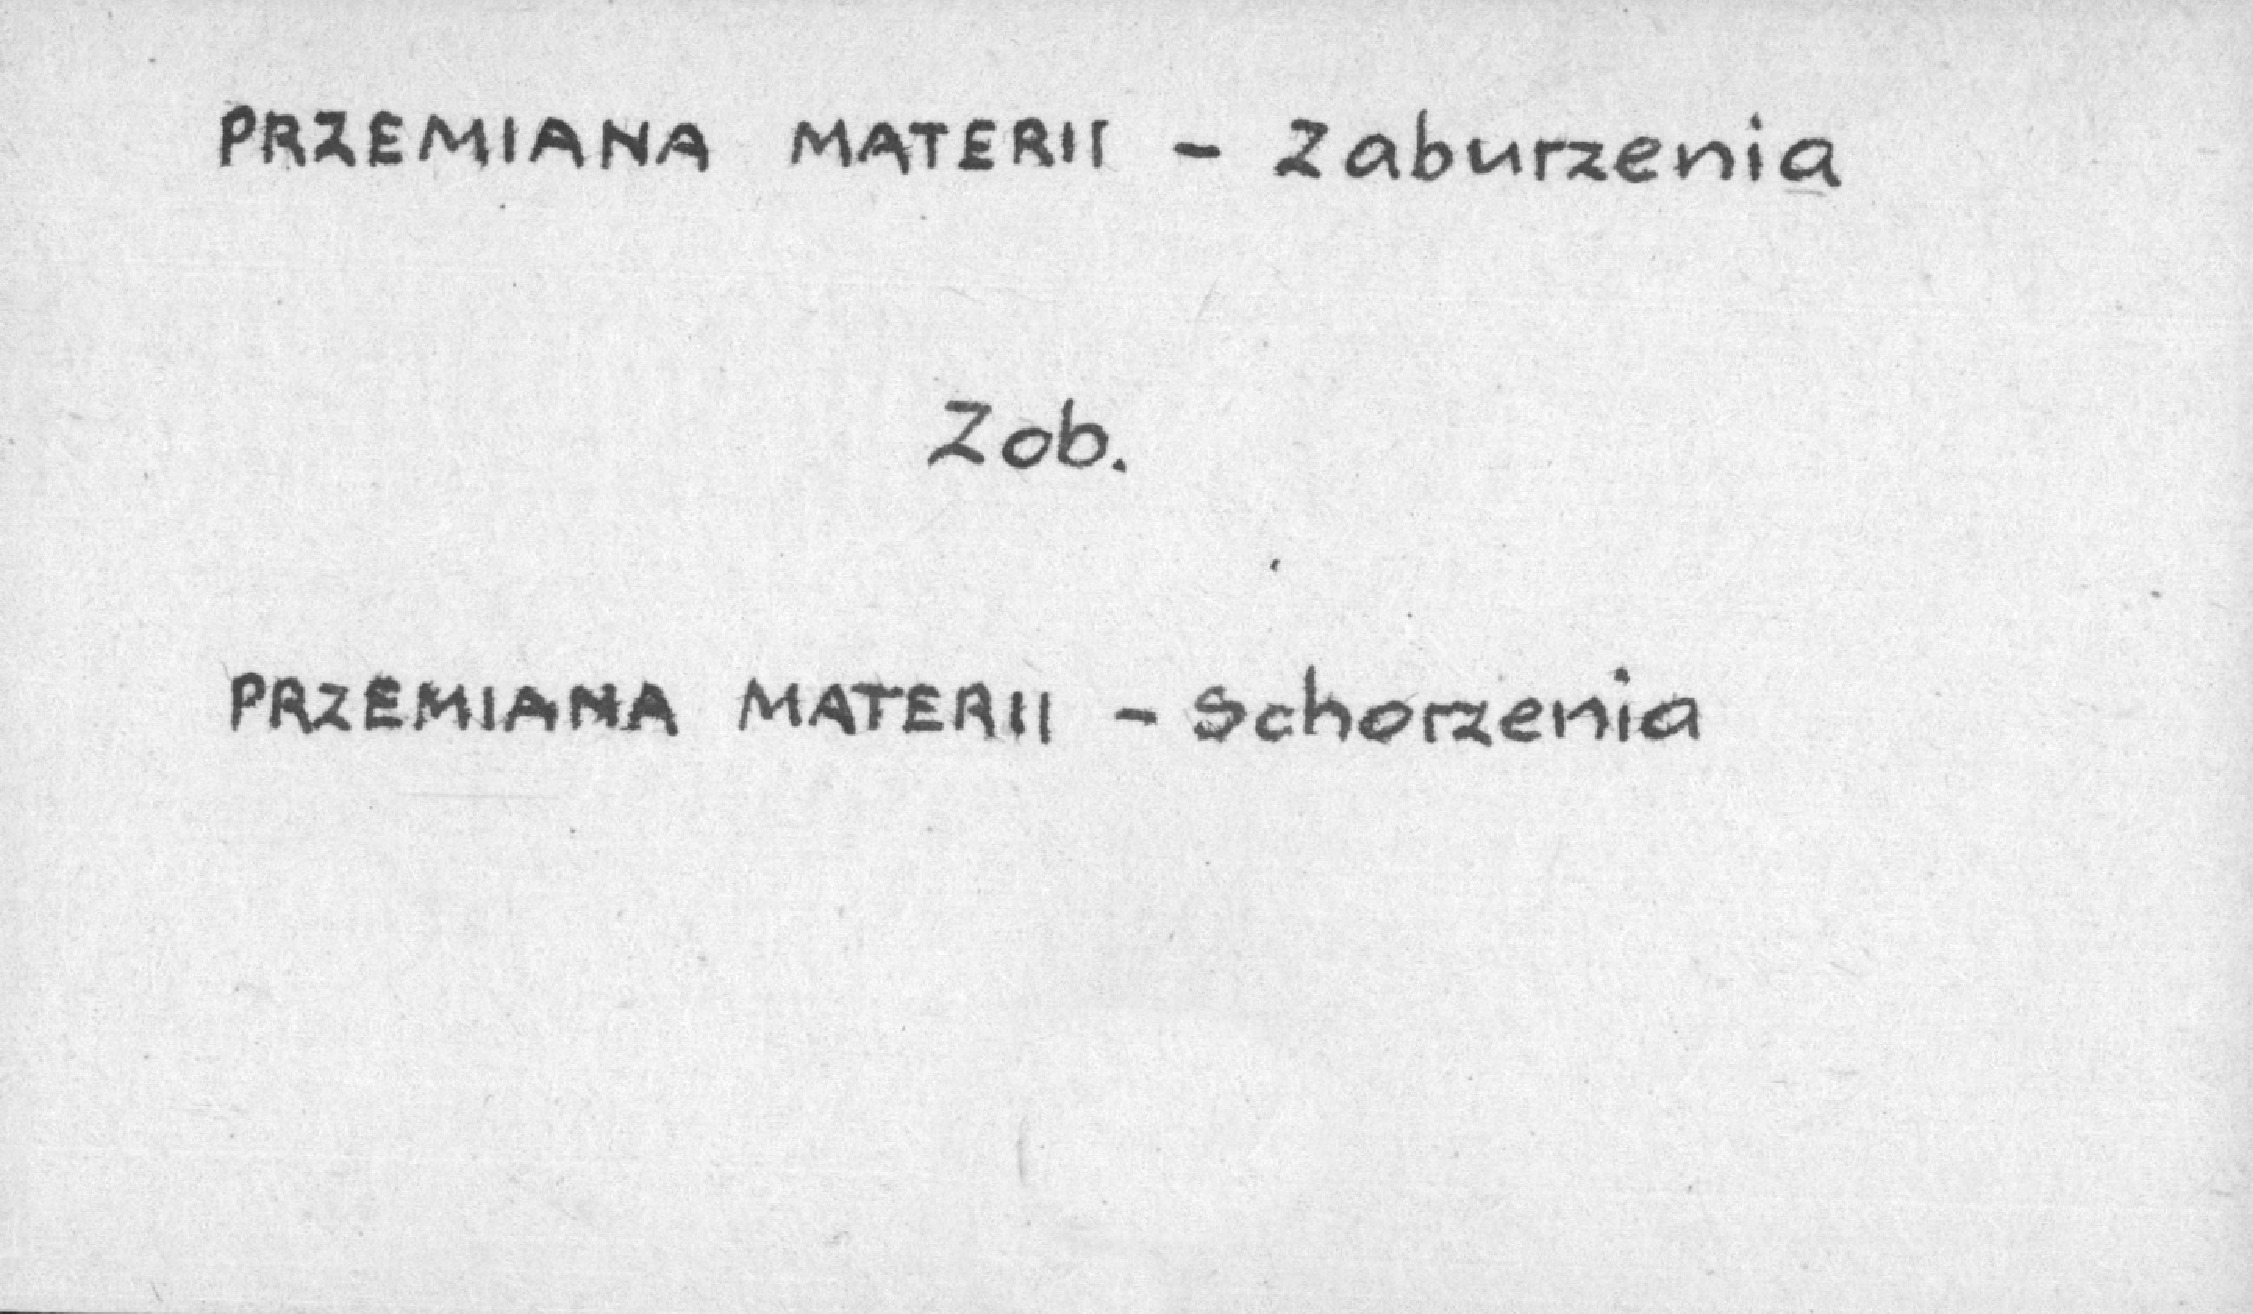 PRZEMIANA MATERII - Zaburzenia
Zob.
PRZEMIANA MATERII - Schorzenia